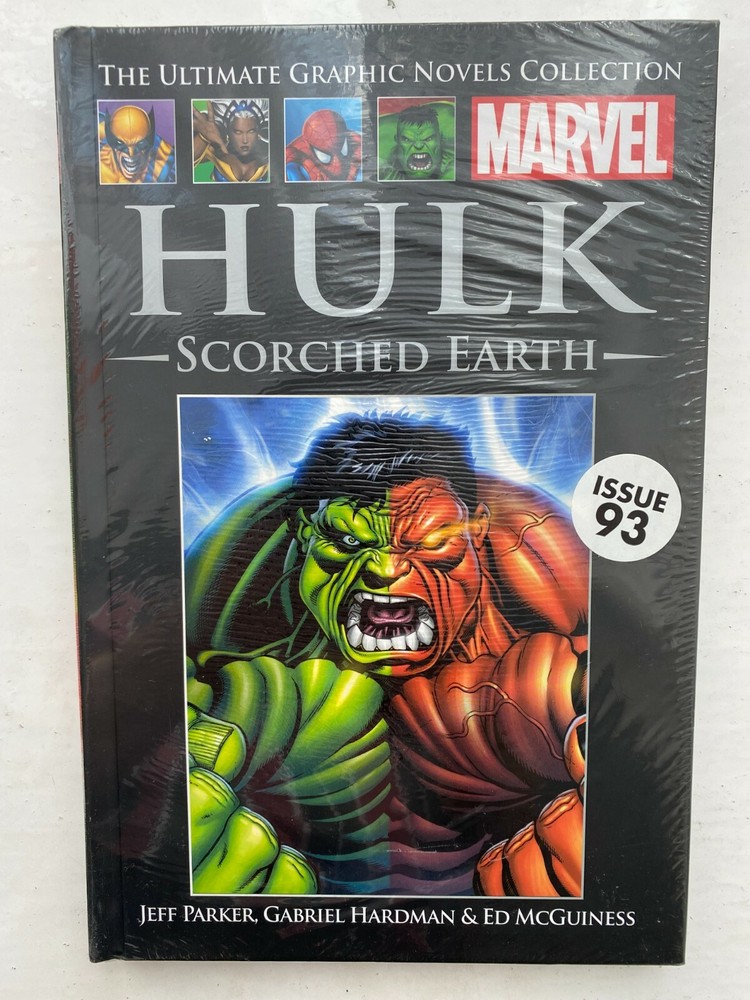 THE ULTIMATE GRAPHIC NOVELS COLLECTION
MARVEL
HULK
SCORCHED EARTH
ISSUE
93
JEFF PARKER, GABRIEL HARDMAN & ED MCGUINESS